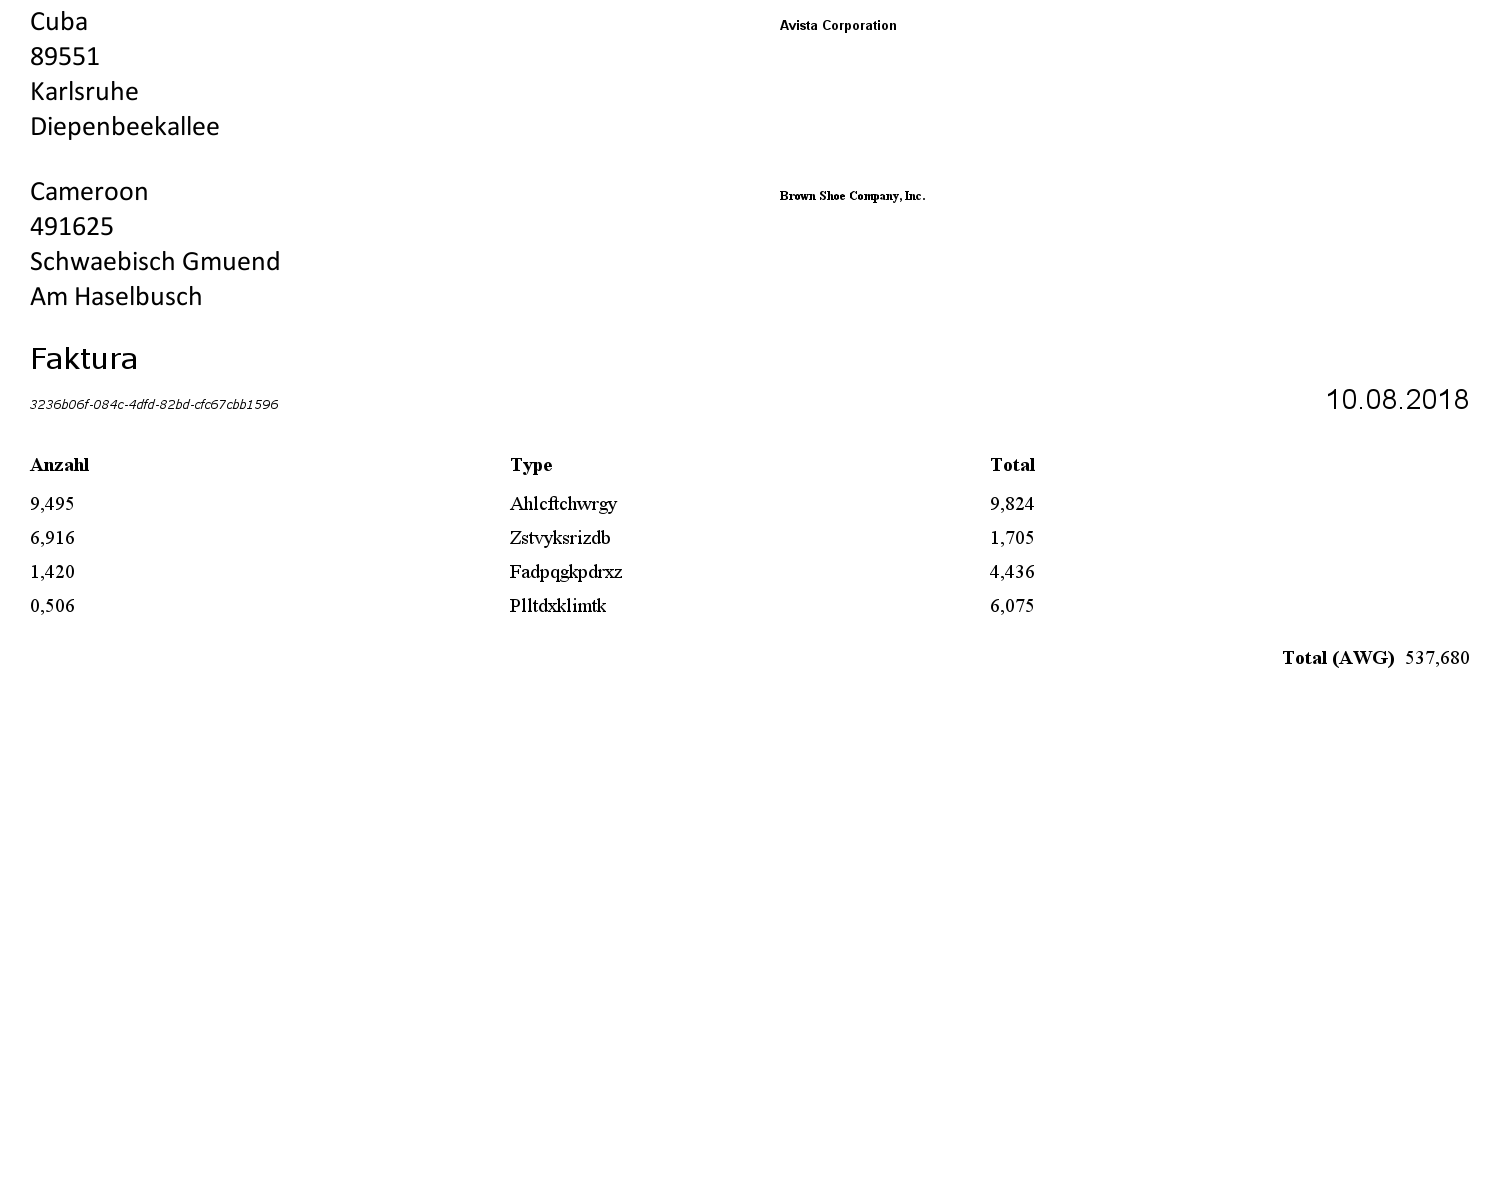 Cuba
Avista Corporation
89551
Karlsruhe
Diepenbeekallee
Cameroon
Brown Shoe Company, Inc.
491625
Schwaebisch Gmuend
Am Haselbusch
Faktura
3236b06f-084c-4dfd-82bd-cfc67cbb1596
10.08.2018
Anzahl Type Total
9,495 Ahlcftchwrgy 9,824
6,916 Zstvyksrizdb 1,705
1,420 Fadpqgkpdrxz 4,436
0,506 Plltdxklimtk 6,075
Total (AWG) 537,680